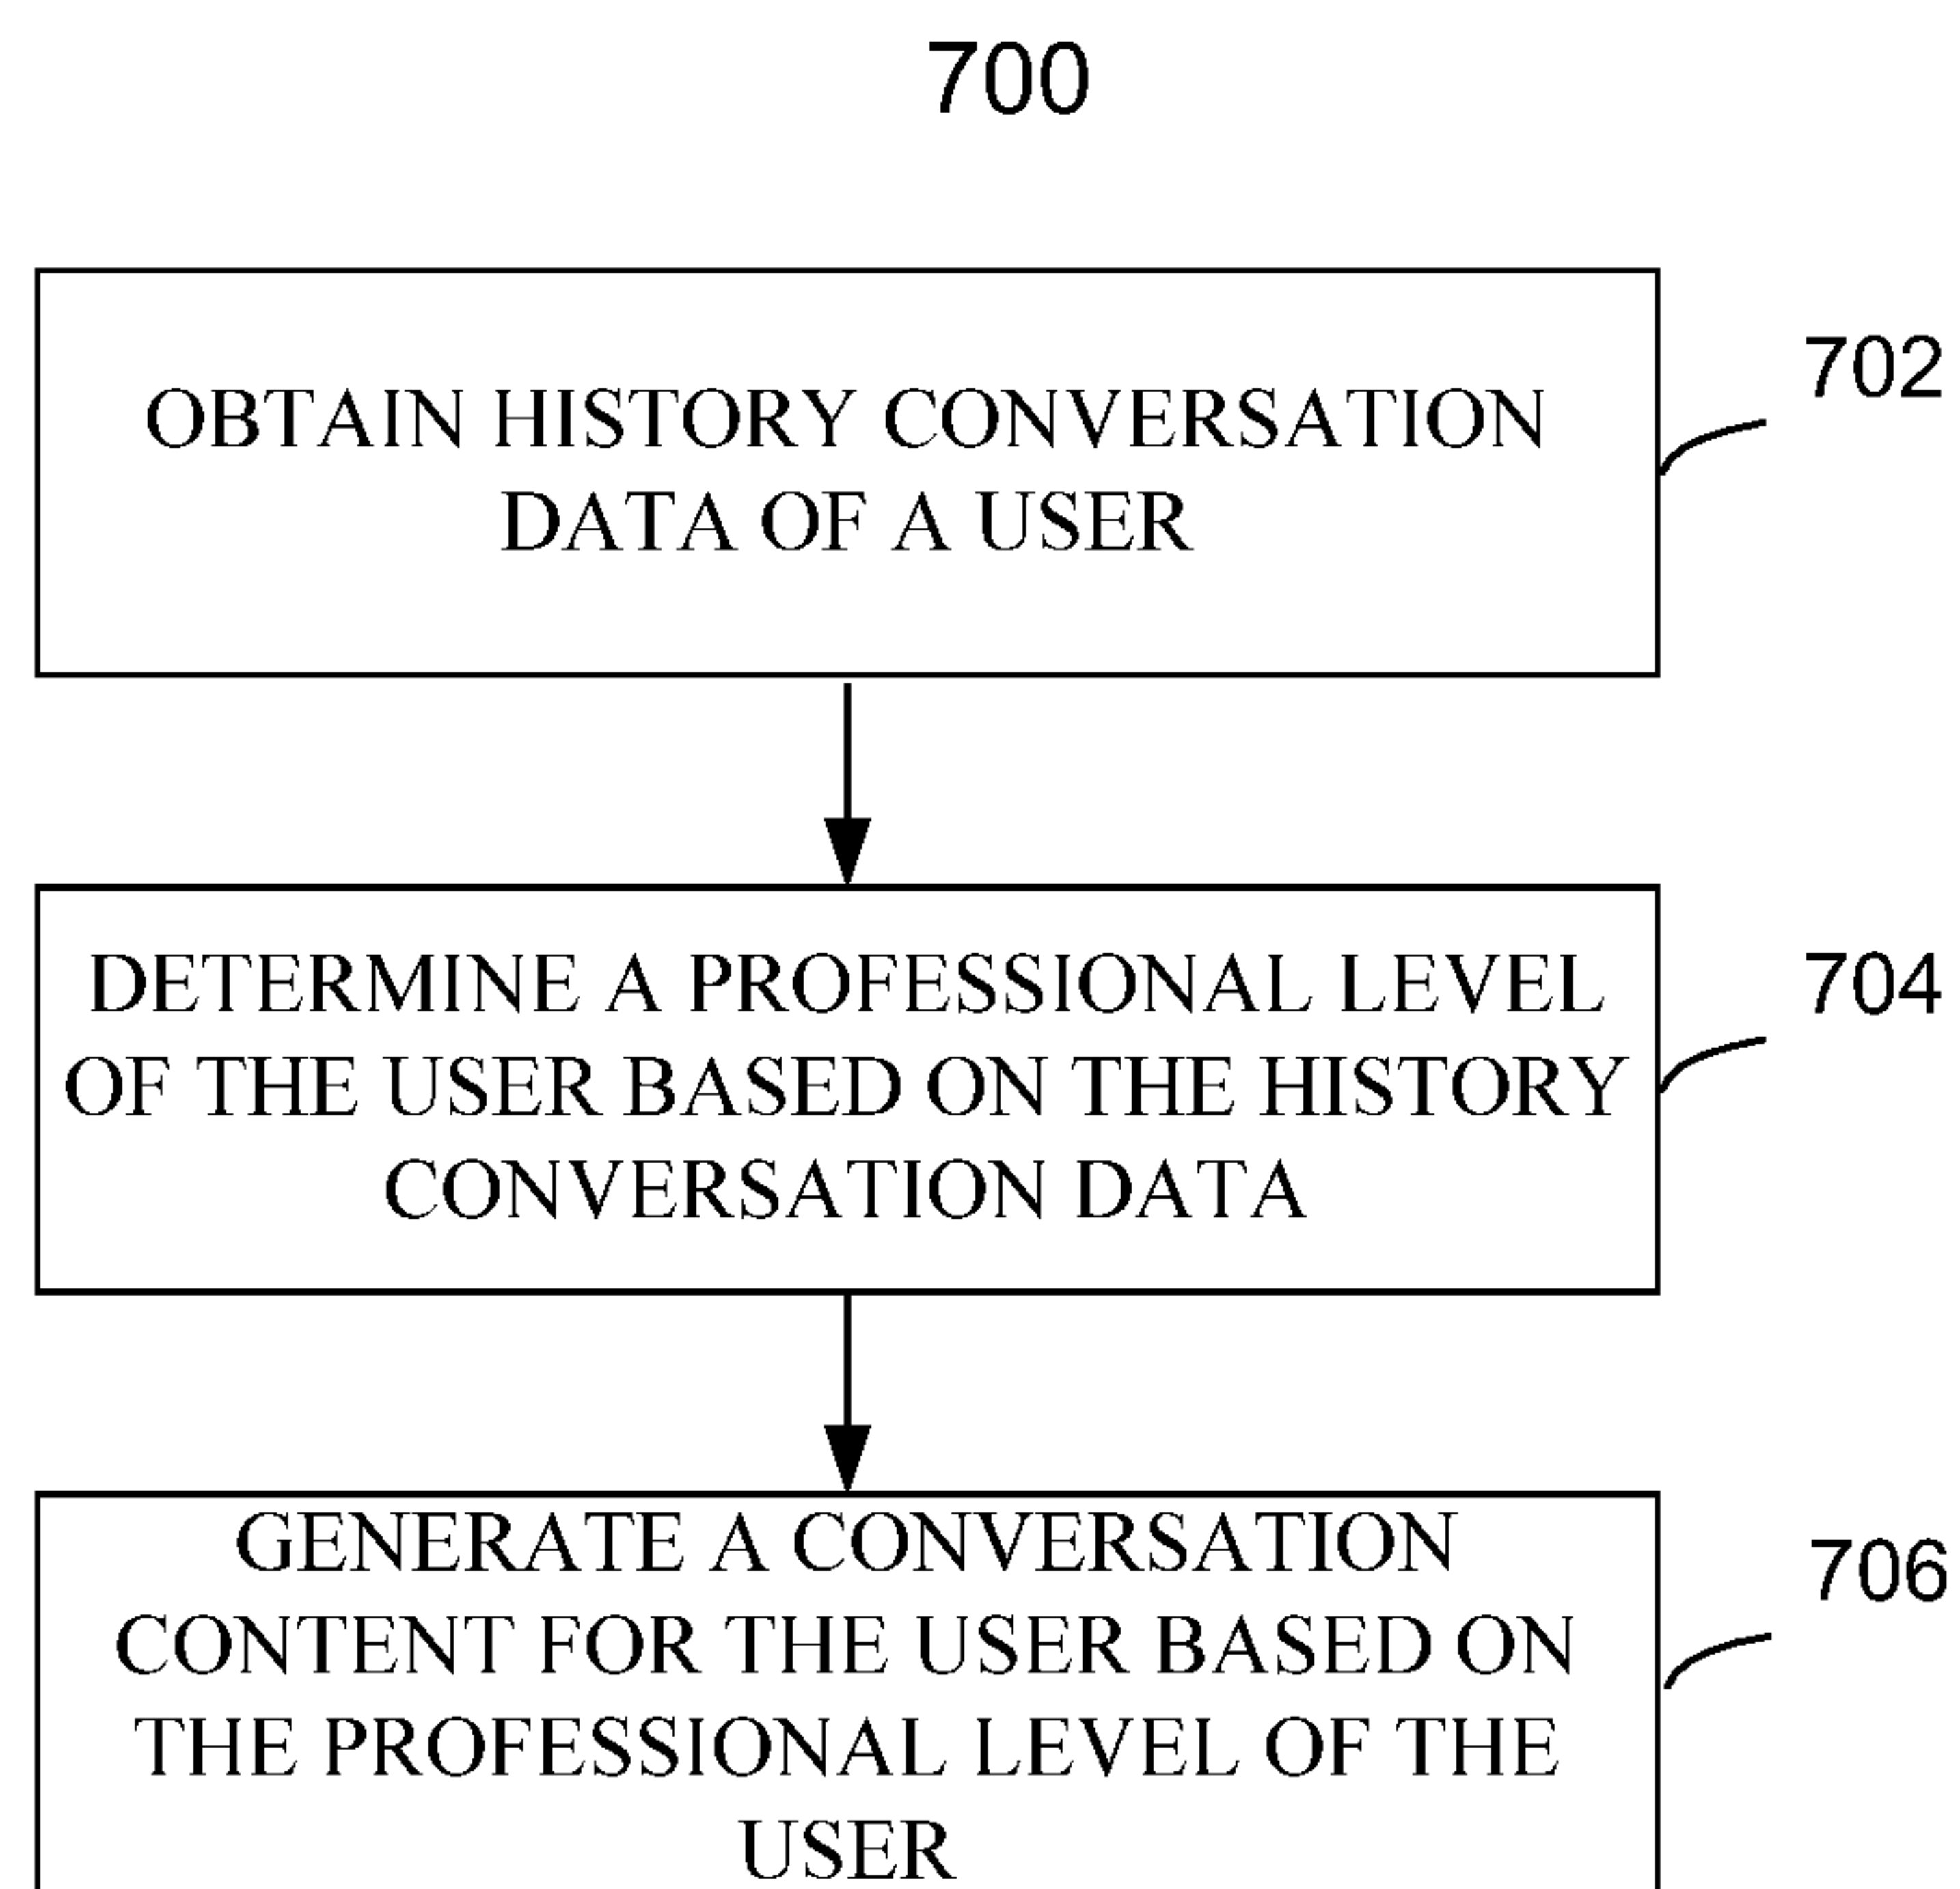 700
OBTAIN HISTORY CONVERSATION
DATA OF A USER
702
DETERMINE A PROFESSIONAL LEVEL
OF THE USER BASED ON THE HISTORY
CONVERSATION DATA
704
GENERATE A CONVERSATION
CONTENT FOR THE USER BASED ON
THE PROFESSIONAL LEVEL OF THE
USER
706